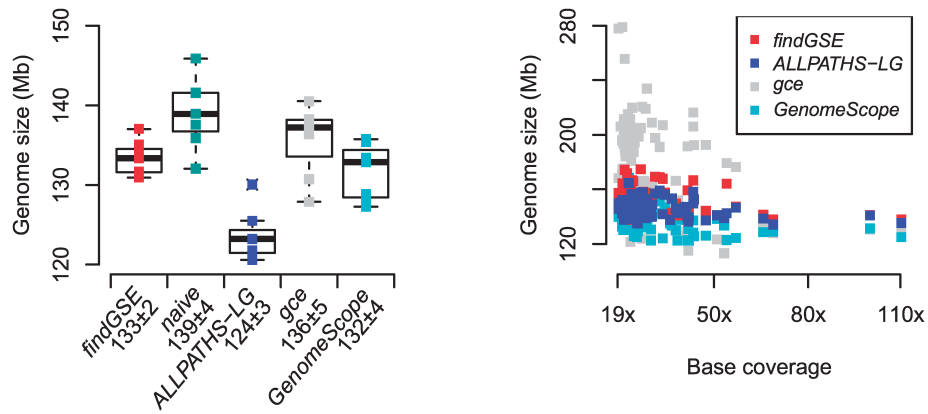 Genome size (Mb)
150
140
130
120
findGSE
133±2
naive
139±4
ALLPATHS−LG
124±3
gce
136±5
GenomeScope
132±4
Genome size (Mb)
280
200
120
findGSE
ALLPATHS−LG
gce
GenomeScope
19x
50x
80x
110x
Base coverage